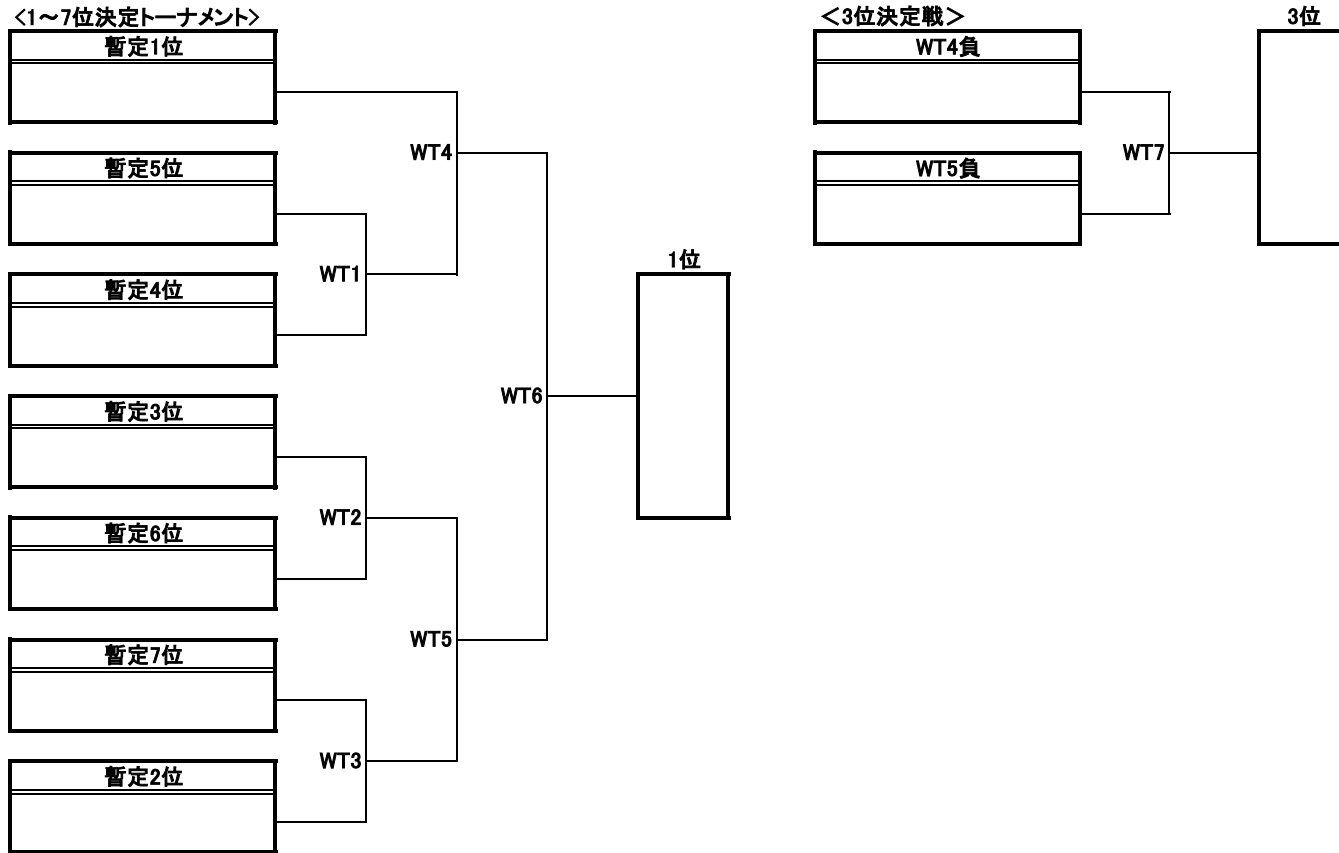 <1～7位決定トーナメント>
暫定1位
暫定5位
暫定4位
暫定3位
暫定6位
暫定7位
暫定2位
WT1
WT2
WT3
WT4
WT5
WT6
1位
＜3位決定戦＞
WT4負
WT5負
WT7
3位